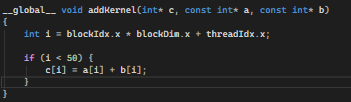 __global__ void addKernel(int* c, const int* a, const int* b)
{
    int i = blockIdx.x * blockDim.x + threadIdx.x;
    if (i < 50) {
        c[i] = a[i] + b[i];
    }
}